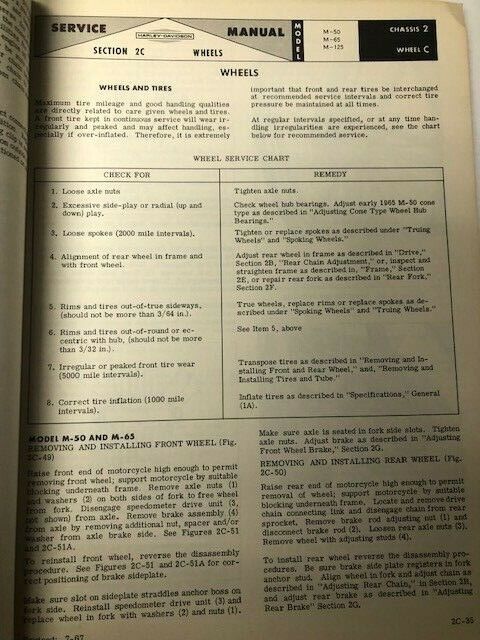 SERVICE
HARLEY-DAVIDSON
MANUAL
SECTION 2C
WHEELS
MODEL
M-50
M-65
M-125
CHASSIS 2
WHEEL C
WHEELS
WHEELS AND TIRES
Maximum tire mileage and good handling qualities
are directly related to care given wheels and tires.
A front tire kept in continuous service will wear ir-
regularly and peaked and may affect handling, es-
pecially if over-inflated. Therefore, it is extremely
important that front and rear tires be interchanged
at recommended service intervals and correct tire
pressure be maintained at all times.
At regular intervals specified, or at any time han-
dling irregularities are experienced, see the chart
below for recommended service.
WHEEL SERVICE CHART
CHECK FOR
REMEDY
1. Loose axle nuts
Tighten axle nuts.
2. Excessive side-play or radial (up and
down) play.
Check wheel hub bearings. Adjust early 1965 M-50 cone
type as described in "Adjusting Cone Type Wheel Hub
Bearings."
3. Loose spokes (2000 mile intervals).
Tighten or replace spokes as described under "Truing
Wheels" and "Spoking Wheels."
4. Alignment of rear wheel in frame and
with front wheel.
Adjust rear wheel in frame as described in "Drive,"
Section 2B, "Rear Chain Adjustment," or, inspect and
straighten frame as described in, "Frame," Section
2E, or repair rear fork as described in "Rear Fork,"
Section 2F.
5. Rims and tires out-of-true sideways,
(should not be more than 3/64 in.).
True wheels, replace rims or replace spokes as de-
scribed under "Spoking Wheels" and "Truing Wheels."
6. Rims and tires out-of-round or ec-
centric with hub, (should not be more
than 3/32 in.).
See Item 5, above
7. Irregular or peaked front tire wear
(5000 mile intervals).
Transpose tires as described in "Removing and In-
stalling Front and Rear Wheel," and, "Removing and
Installing Tires and Tube."
8. Correct tire inflation (1000 mile
intervals).
Inflate tires as described in "Specifications," General
(1A).
MODEL M-50 AND M-65
REMOVING AND INSTALLING FRONT WHEEL (Fig.
2C-49)
Raise front end of motorcycle high enough to permit
removing front wheel; support motorcycle by suitable
blocking underneath frame. Remove axle nuts (1)
and washers (2) on both sides of fork to free wheel
from fork. Disengage speedometer drive unit (3,
not shown) from axle. Remove brake assembly (4)
from axle by removing additional nut, spacer and/or
washer from axle brake side. See Figures 2C-51
and 2C-51A.
To reinstall front wheel, reverse the disassembly
procedure. See Figures 2C-51 and 2C-51A for cor-
rect positioning of brake sideplate.
Make sure slot on sideplate straddles anchor boss on
fork side. Reinstall speedometer drive unit (3) and
replace wheel in fork with washers (2) and nuts (1).
Make sure axle is seated in fork side slots. Tighten
axle nuts. Adjust brake as described in "Adjusting
Front Wheel Brake," Section 2G.
REMOVING AND INSTALLING REAR WHEEL (Fig.
2C-50)
Raise rear end of motorcycle high enough to permit
removal of wheel; support motorcycle by suitable
blocking underneath frame. Locate and remove drive
chain connecting link and disengage chain from rear
sprocket. Remove brake rod adjusting nut (1) and
disconnect brake rod (2). Loosen rear axle nuts (3).
Remove wheel with adjusting studs (4).
To install rear wheel reverse the disassembly pro-
cedures. Be sure brake side plate registers in fork
anchor stud. Align wheel in fork and adjust chain as
described in "Adjusting Rear Chain," in Section 2B,
and adjust rear brake as described in "Adjusting
Rear Brake" Section 2G.
7-67
2C-35